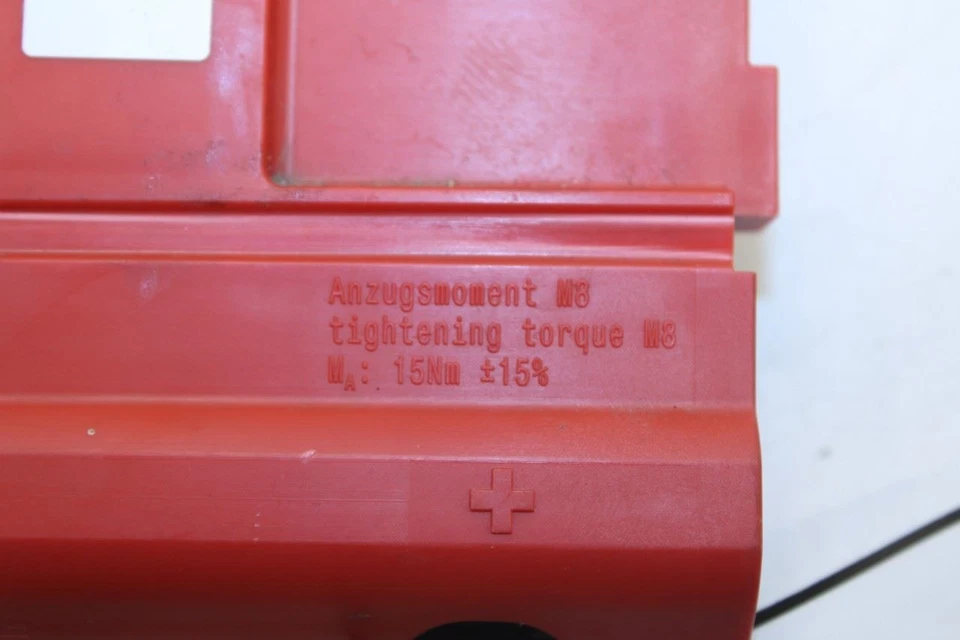 Anzugsmoment M8
tightening torque M8
MA: 15Nm ±15%